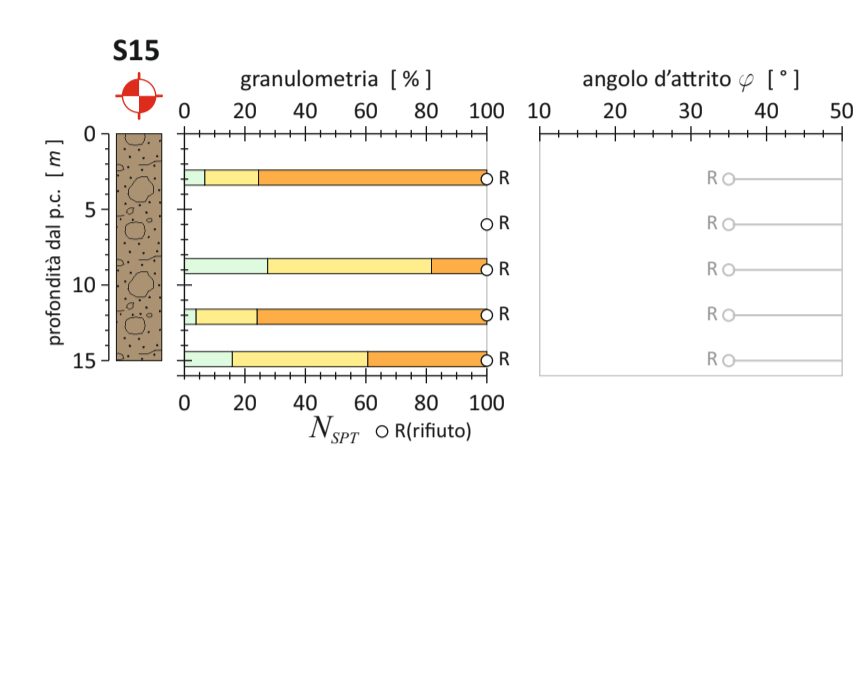 S15
granulometria [ % ]
angolo d'attrito φ [ ° ]
0 20 40 60 80 100
10 20 30 40 50
profondità dal p.c. [ m ]
0
5
10
15
R
R
R
R
R
R
R
R
R
R
0 20 40 60 80 100
N SPT R(rifiuto)